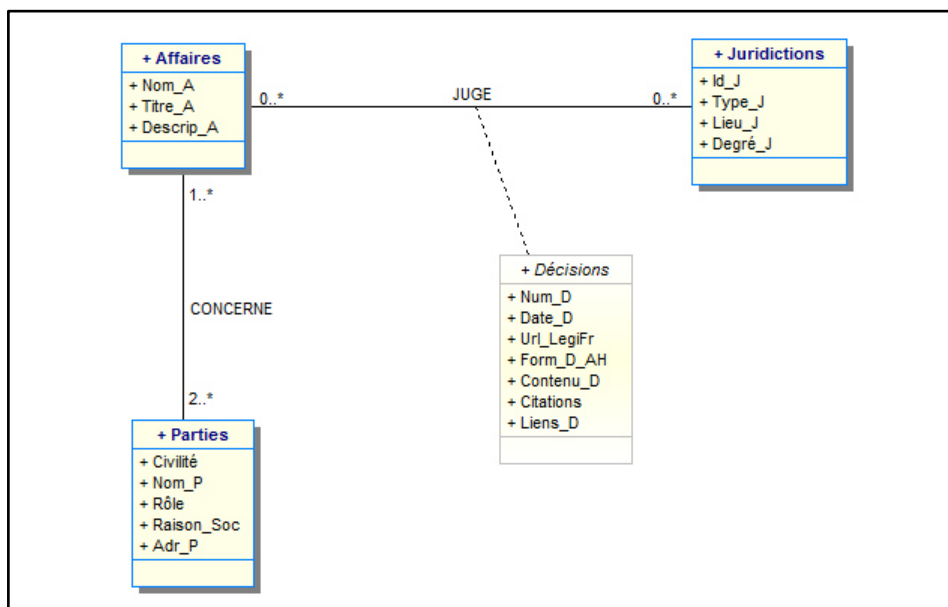 + Affaires
+ Nom_A
+ Titre_A
+ Descrip_A
0..*
JUGE
0..*
+ Juridictions
+ Id_J
+ Type_J
+ Lieu_J
+ Degré_J
1..*
CONCERNE
2..*
+ Décisions
+ Num_D
+ Date_D
+ Url_LegiFr
+ Form_D_AH
+ Contenu_D
+ Citations
+ Liens_D
+ Parties
+ Civilité
+ Nom_P
+ Rôle
+ Raison_Soc
+ Adr_P